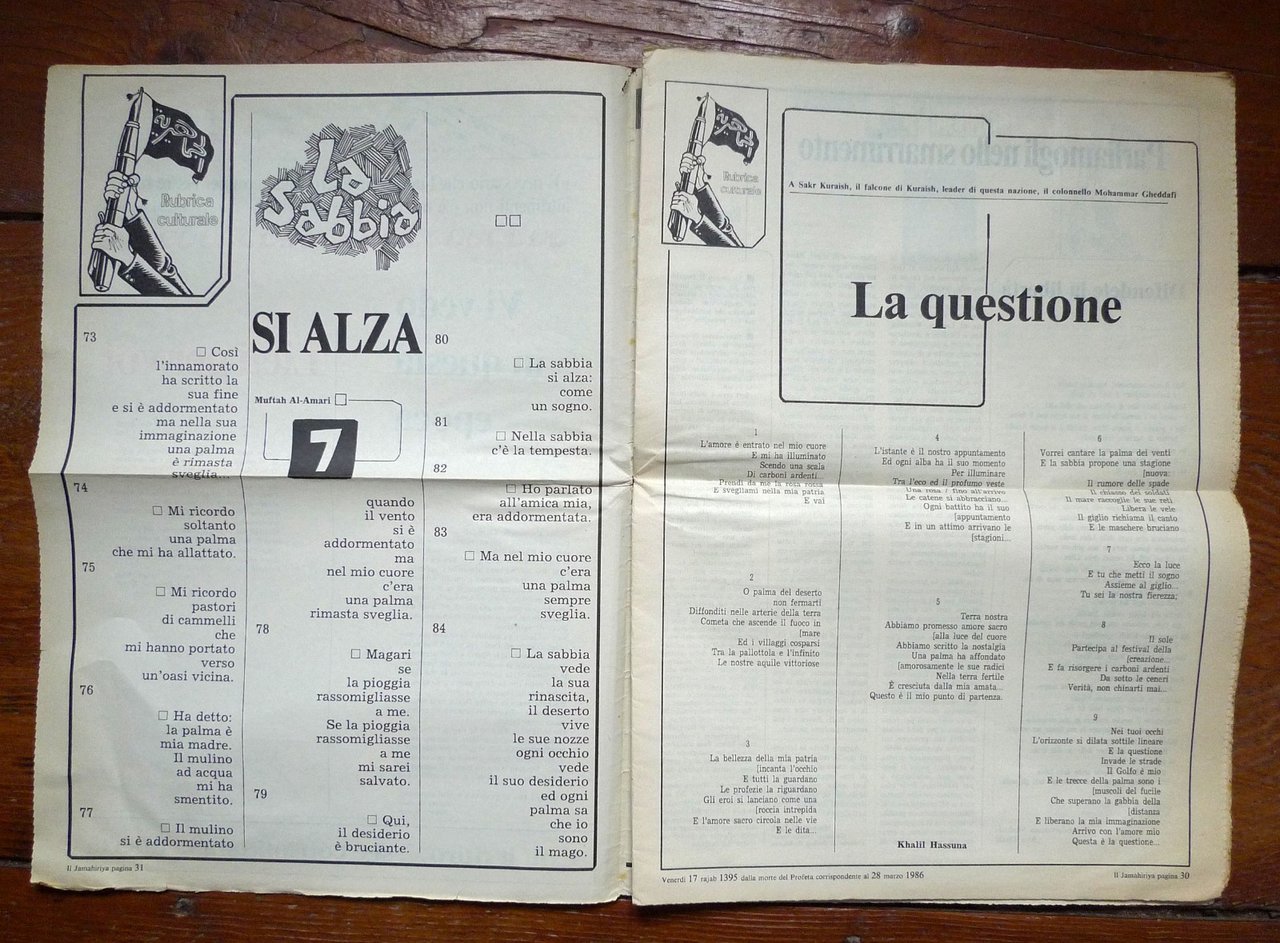 Rubrica
culturale
La
Sabbia
SI ALZA
Muftah Al-Amari
7
73
□ Così
l'innamorato
ha scritto la
sua fine
e si è addormentato
ma nella sua
immaginazione
una palma
è rimasta
sveglia...
74
□ Mi ricordo
soltanto
una palma
che mi ha allattato.
75
□ Mi ricordo
pastori
di cammelli
che
mi hanno portato
verso
un'oasi vicina.
76
□ Ha detto:
la palma è
mia madre.
Il mulino
ad acqua
mi ha
smentito.
77
□ Il mulino
si è addormentato
quando
il vento
si è
addormentato
ma
nel mio cuore
c'era
una palma
rimasta sveglia.
78
□ Magari
se
la pioggia
rassomigliasse
a me.
Se la pioggia
rassomigliasse
a me
mi sarei
salvato.
79
□ Qui,
il desiderio
è bruciante.
80
□ La sabbia
si alza:
come
un sogno.
81
□ Nella sabbia
c'è la tempesta.
82
□ Ho parlato
all'amica mia,
era addormentata.
83
□ Ma nel mio cuore
c'era
una palma
sempre
sveglia.
84
□ La sabbia
vede
la sua
rinascita,
il deserto
vive
le sue nozze
ogni occhio
vede
il suo desiderio
ed ogni
palma sa
che io
sono
il mago.
Il Jamahiriya pagina 31
Rubrica
culturale
A Sakr Kuraish, il falcone di Kuraish, leader di questa nazione, il colonnello Mohammar Gheddafi
La questione
1
L'amore è entrato nel mio cuore
E mi ha illuminato
Scendo una scala
Di carboni ardenti...
Prendi da me la rosa rossa
E svegliami nella mia patria
E vai
2
O palma del deserto
non fermarti
Diffonditi nelle arterie della terra
Cometa che ascende il fuoco in
[mare
Ed i villaggi cosparsi
Tra la pallottola e l'infinito
Le nostre aquile vittoriose
3
La bellezza della mia patria
[incanta l'occhio
E tutti la guardano
Le profezie la riguardano
Gli eroi si lanciano come una
[roccia intrepida
E l'amore sacro circola nelle vie
E le dita...
4
L'istante è il nostro appuntamento
Ed ogni alba ha il suo momento
Per illuminare
Tra l'eco ed il profumo veste
Una rosa / fino all'arrivo
Le catene si abbracciano...
Ogni battito ha il suo
[appuntamento
E in un attimo arrivano le
[stagioni...
5
Terra nostra
Abbiamo promesso amore sacro
[alla luce del cuore
Abbiamo scritto la nostalgia
Una palma ha affondato
[amorosamente le sue radici
Nella terra fertile
È cresciuta dalla mia amata...
Questo è il mio punto di partenza.
6
Vorrei cantare la palma dei venti
E la sabbia propone una stagione
[nuova:
Il rumore delle spade
Il chiasso dei soldati
Il mare raccoglie le sue reti
Libera le vele
Il giglio richiama il canto
E le maschere bruciano
7
Ecco la luce
E tu che metti il sogno
Assieme al giglio...
Tu sei la nostra fierezza;
8
Il sole
Partecipa al festival della
[creazione...
E fa risorgere i carboni ardenti
Da sotto le ceneri
Verità, non chinarti mai...
9
Nei tuoi occhi
L'orizzonte si dilata sottile lineare
E la questione
Invade le strade
Il Golfo è mio
E le trecce della palma sono i
[muscoli del fucile
Che superano la gabbia della
[distanza
E liberano la mia immaginazione
Arrivo con l'amore mio
Questa è la questione...
Khalil Hassuna
Venerdì 17 rajab 1395 dalla morte del Profeta corrispondente al 28 marzo 1986
Il Jamahiriya pagina 30